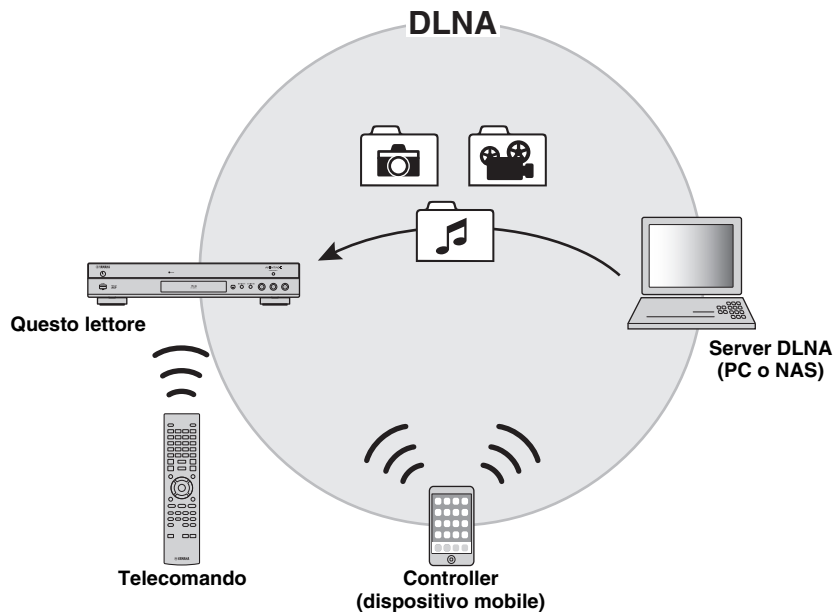 DLNA
Questo lettore
Server DLNA
(PC o NAS)
Telecomando
Controller
(dispositivo mobile)